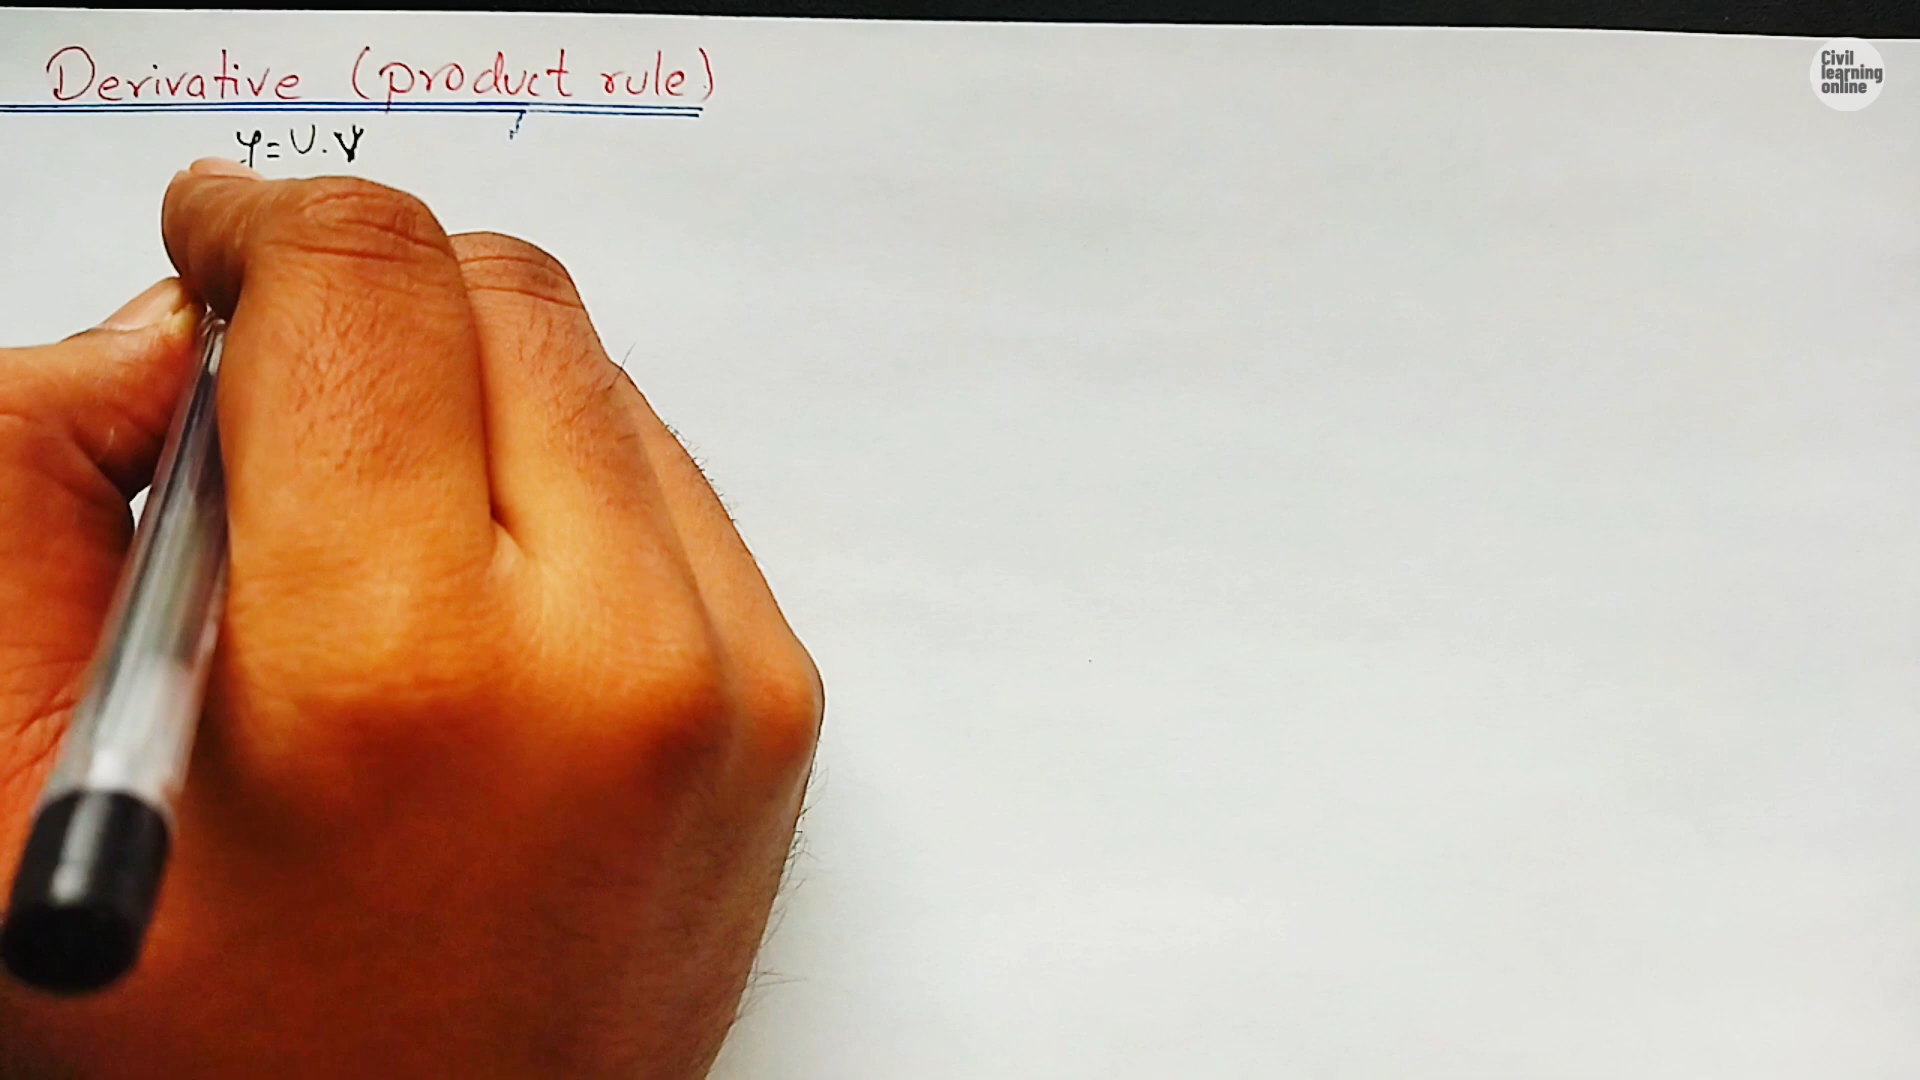 Derivative (product rule)
y = U . V
Civil
learning
online